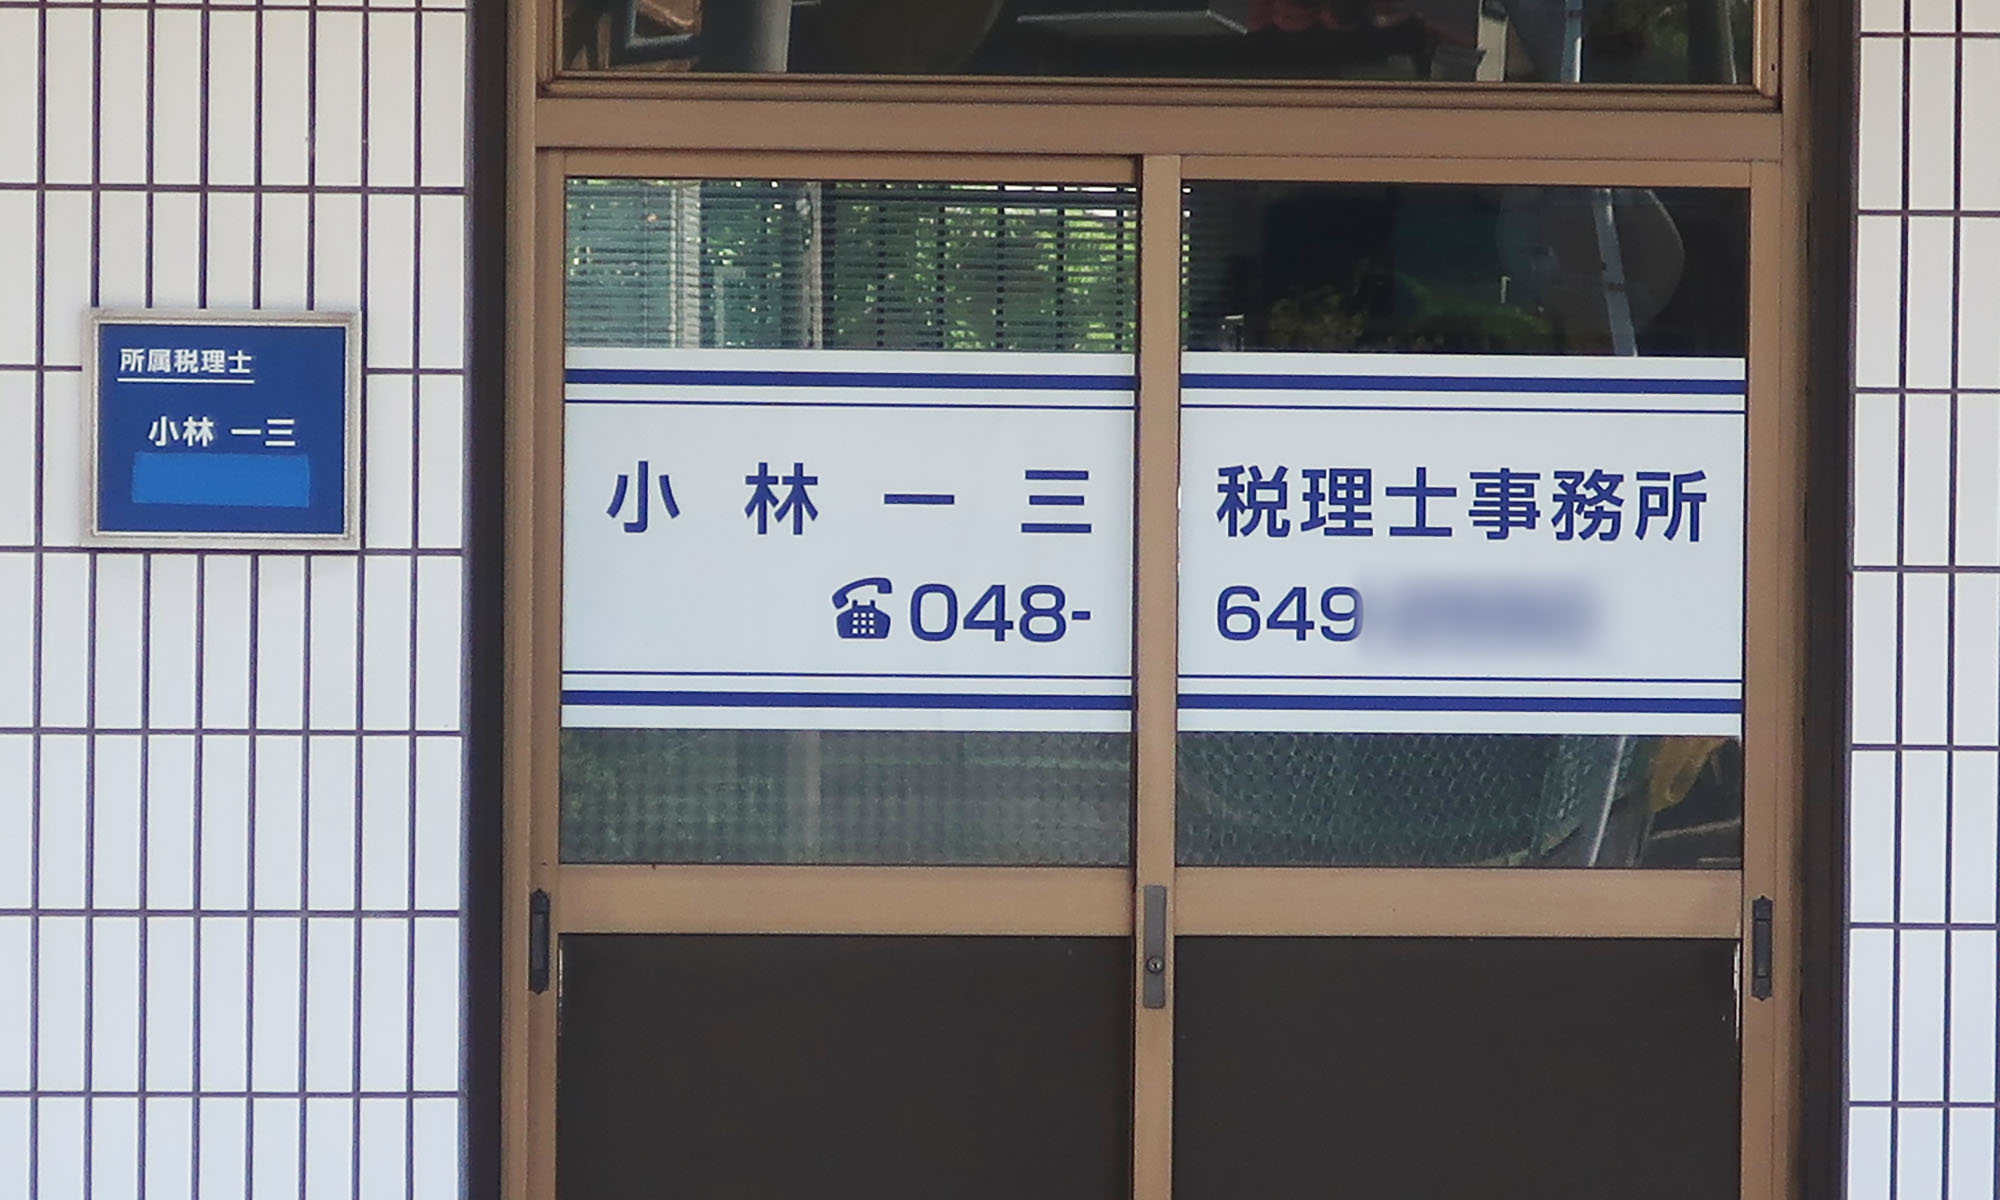 所属税理士
小林 一三
小林一三 税理士事務所
☎048-649